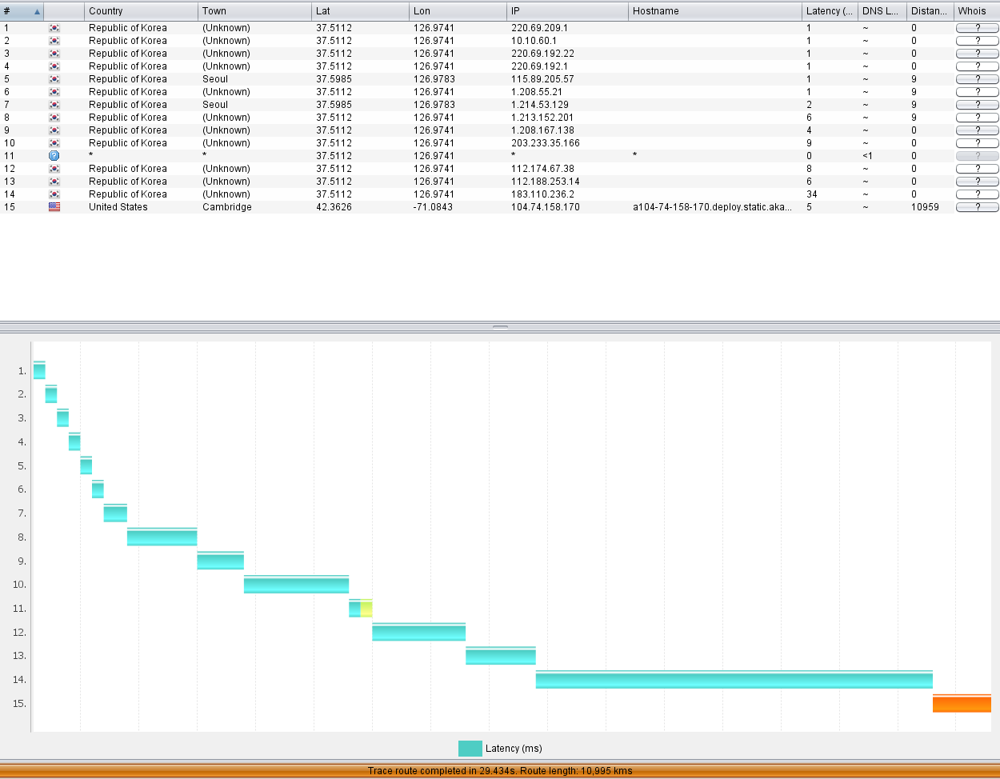 # Country Town Lat Lon IP Hostname Latency (... DNS L... Distan... Whois
1 Republic of Korea (Unknown) 37.5112 126.9741 220.69.209.1 1 ~ 0 ?
2 Republic of Korea (Unknown) 37.5112 126.9741 10.10.60.1 1 ~ 0 ?
3 Republic of Korea (Unknown) 37.5112 126.9741 220.69.192.22 1 ~ 0 ?
4 Republic of Korea (Unknown) 37.5112 126.9741 220.69.192.1 1 ~ 0 ?
5 Republic of Korea Seoul 37.5985 126.9783 115.89.205.57 1 ~ 9 ?
6 Republic of Korea (Unknown) 37.5112 126.9741 1.208.55.21 1 ~ 9 ?
7 Republic of Korea Seoul 37.5985 126.9783 1.214.53.129 2 ~ 9 ?
8 Republic of Korea (Unknown) 37.5112 126.9741 1.213.152.201 6 ~ 9 ?
9 Republic of Korea (Unknown) 37.5112 126.9741 1.208.167.138 4 ~ 0 ?
10 Republic of Korea (Unknown) 37.5112 126.9741 203.233.35.166 9 ~ 0 ?
11 ? * * 37.5112 126.9741 * * 0 <1 0 ?
12 Republic of Korea (Unknown) 37.5112 126.9741 112.174.67.38 8 ~ 0 ?
13 Republic of Korea (Unknown) 37.5112 126.9741 112.188.253.14 6 ~ 0 ?
14 Republic of Korea (Unknown) 37.5112 126.9741 183.110.236.2 34 ~ 0 ?
15 United States Cambridge 42.3626 -71.0843 104.74.158.170 a104-74-158-170.deploy.static.aka... 5 ~ 10959 ?
1.
2.
3.
4.
5.
6.
7.
8.
9.
10.
11.
12.
13.
14.
15.
Latency (ms)
Trace route completed in 29.434s. Route length: 10,995 kms